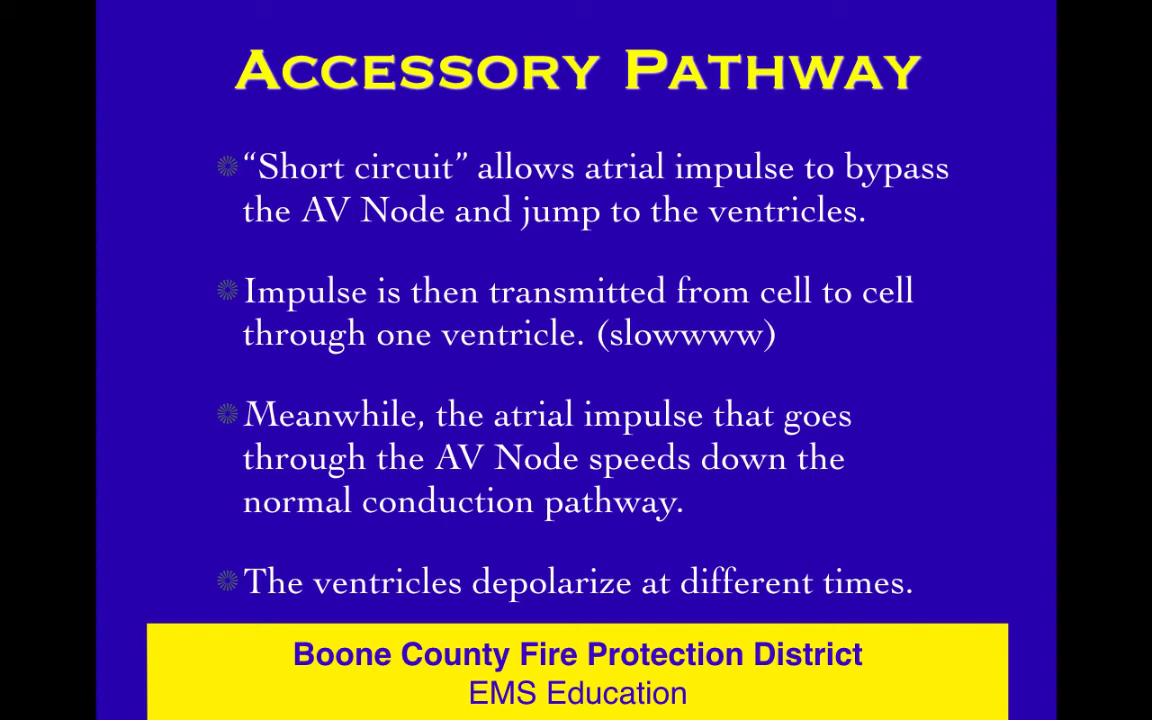 Accessory Pathway
“Short circuit” allows atrial impulse to bypass
the AV Node and jump to the ventricles.
Impulse is then transmitted from cell to cell
through one ventricle. (slowwww)
Meanwhile, the atrial impulse that goes
through the AV Node speeds down the
normal conduction pathway.
The ventricles depolarize at different times.
Boone County Fire Protection District
EMS Education